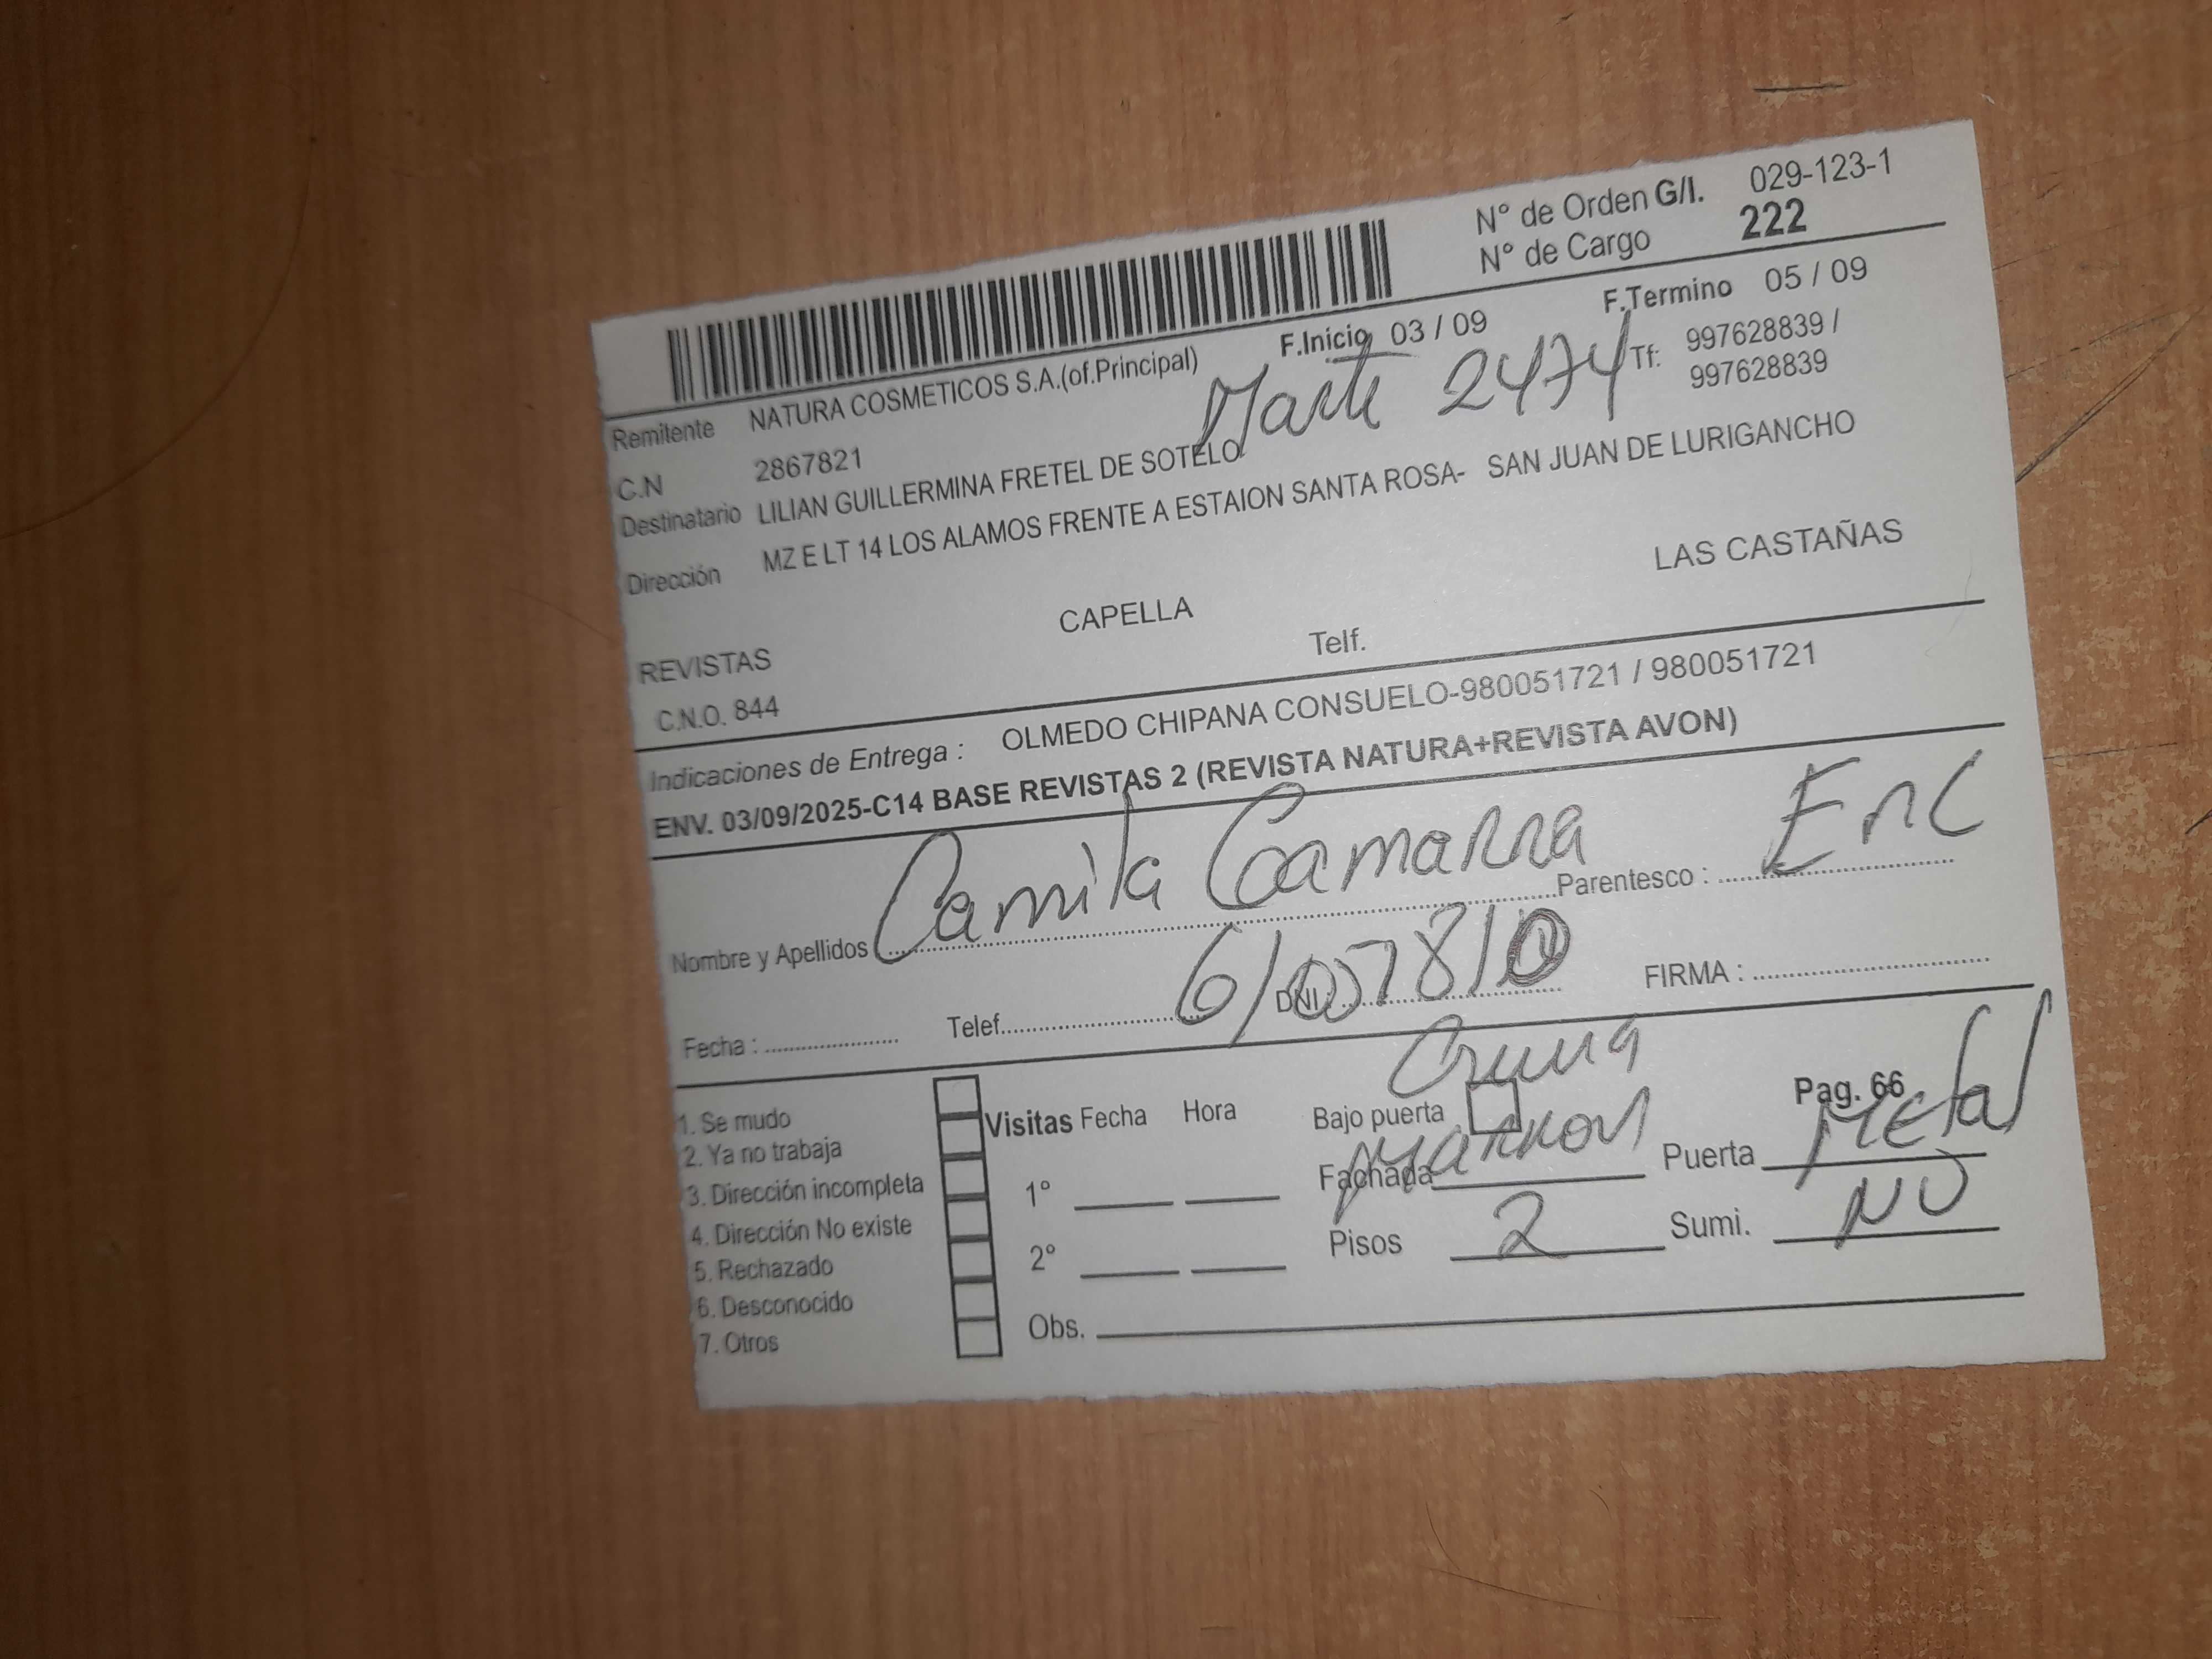 N° de Orden G/I. 029-123-1
N° de Cargo 222
F.Inicio 03 / 09 F.Termino 05 / 09
Remitente NATURA COSMETICOS S.A.(of.Principal)
Marte 2474 Tf: 997628839 /
997628839
C.N 2867821
Destinatario LILIAN GUILLERMINA FRETEL DE SOTELO
Dirección MZ E LT 14 LOS ALAMOS FRENTE A ESTAION SANTA ROSA- SAN JUAN DE LURIGANCHO
REVISTAS CAPELLA LAS CASTAÑAS
C.N.O. 844 Telf.
Indicaciones de Entrega : OLMEDO CHIPANA CONSUELO-980051721 / 980051721
ENV. 03/09/2025-C14 BASE REVISTAS 2 (REVISTA NATURA+REVISTA AVON)
Nombre y Apellidos Camila Gamarra Parentesco : Enc
Fecha : Telef. DNI FIRMA :
1. Se mudo
2. Ya no trabaja
3. Dirección incompleta
4. Dirección No existe
5. Rechazado
6. Desconocido
7. Otros
Visitas Fecha Hora
1°
2°
Crema
Bajo puerta Pag. 66
Fachada Marron Puerta Metal
Pisos 2 Sumi. NO
Obs.